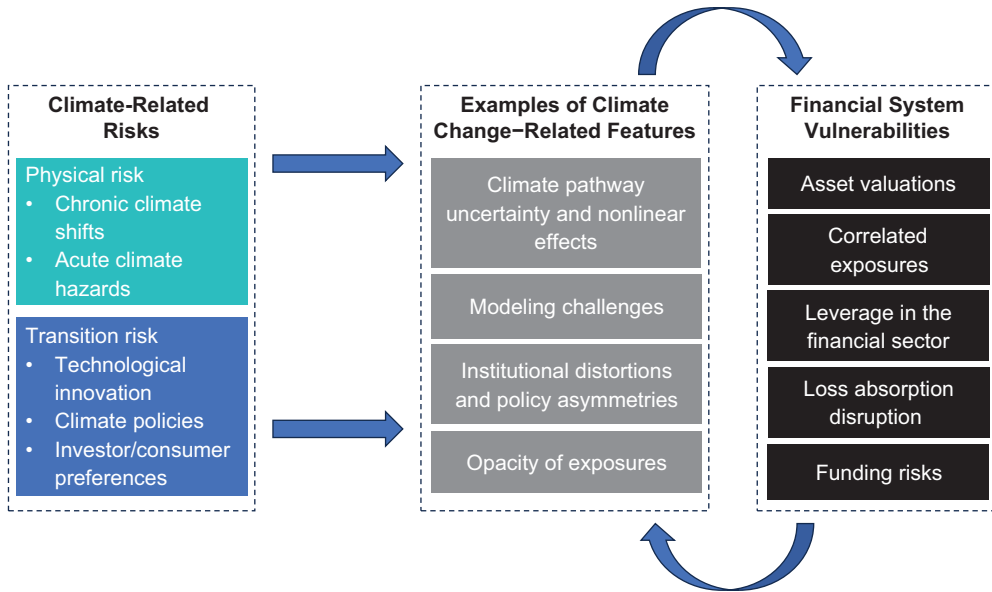 Climate-Related
Risks
Physical risk
• Chronic climate
shifts
• Acute climate
hazards
Transition risk
• Technological
innovation
• Climate policies
• Investor/consumer
preferences
Examples of Climate
Change−Related Features
Climate pathway
uncertainty and nonlinear
effects
Modeling challenges
Institutional distortions
and policy asymmetries
Opacity of exposures
Financial System
Vulnerabilities
Asset valuations
Correlated
exposures
Leverage in the
financial sector
Loss absorption
disruption
Funding risks